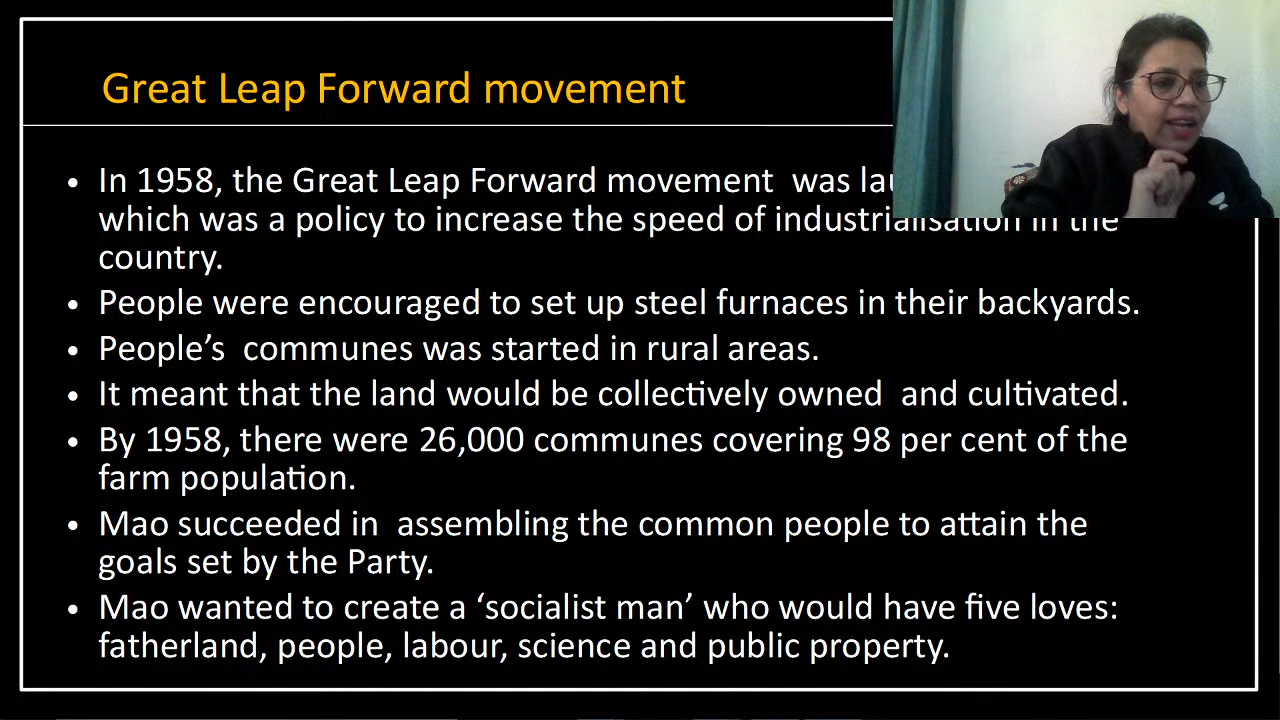 Great Leap Forward movement
• In 1958, the Great Leap Forward movement was
which was a policy to increase the speed of industrialisation in the
country.
• People were encouraged to set up steel furnaces in their backyards.
• People’s communes was started in rural areas.
• It meant that the land would be collectively owned and cultivated.
• By 1958, there were 26,000 communes covering 98 per cent of the
farm population.
• Mao succeeded in assembling the common people to attain the
goals set by the Party.
• Mao wanted to create a ‘socialist man’ who would have five loves:
fatherland, people, labour, science and public property.